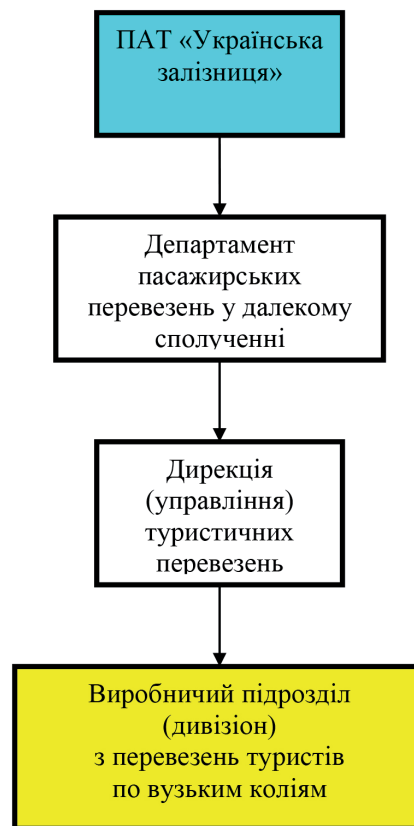 ПАТ «Українська
залізниця»
Департамент
пасажирських
перевезень у далекому
сполученні
Дирекція
(управління)
туристичних
перевезень
Виробничий підрозділ
(дивізіон)
з перевезень туристів
по вузьким коліям